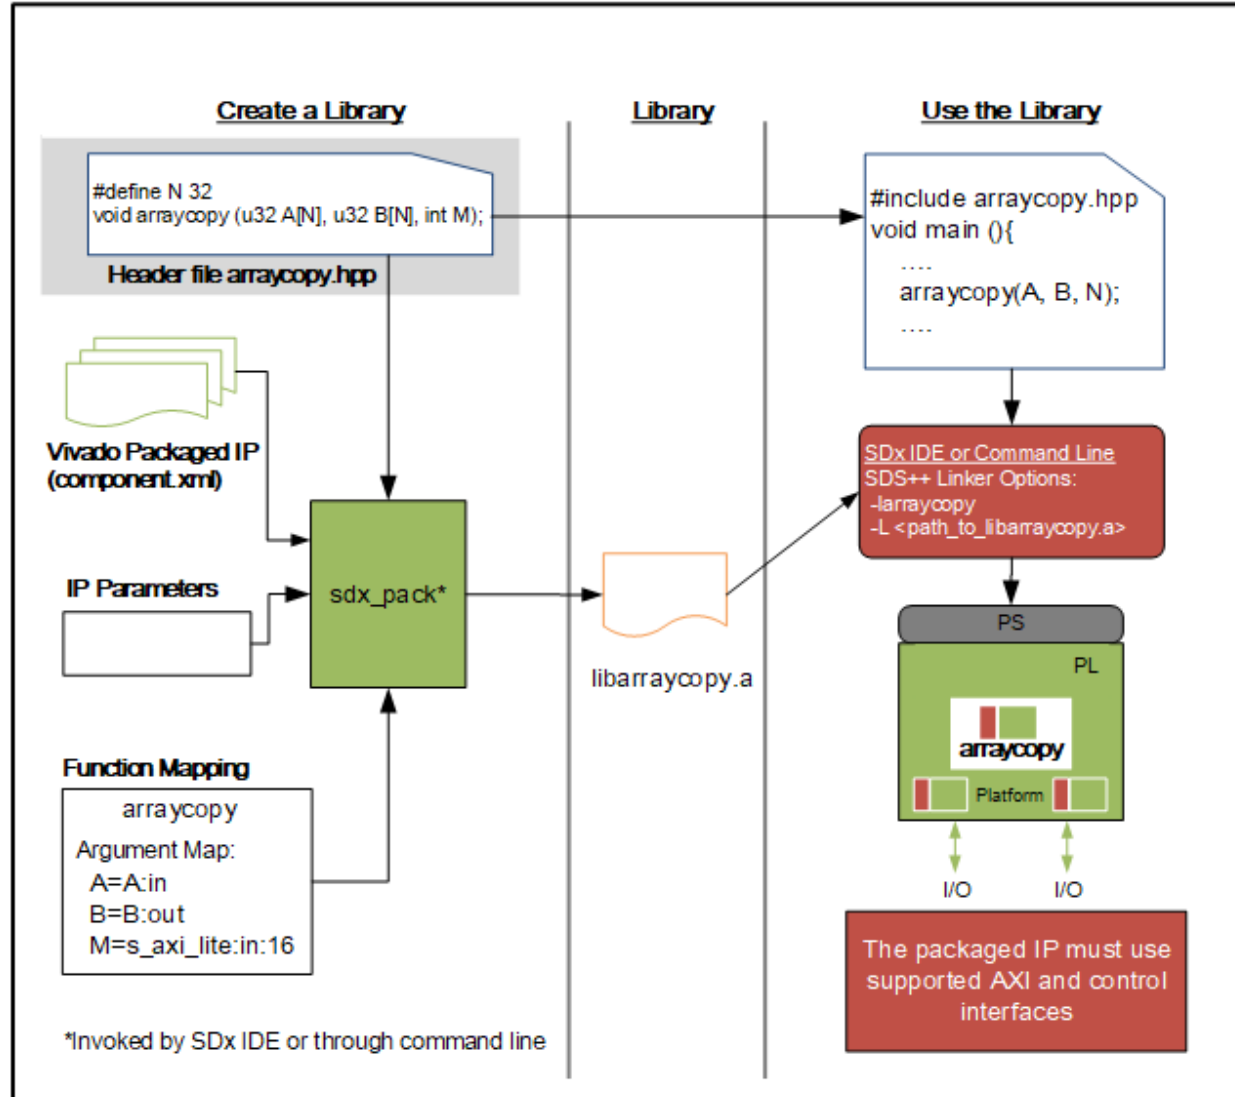 Create a Library
Library
Use the Library
#define N 32
void arraycopy (u32 A[N], u32 B[N], int M);
Header file arraycopy.hpp
#include arraycopy.hpp
void main (){
....
arraycopy(A, B, N);
....
Vivado Packaged IP
(component.xml)
SDx IDE or Command Line
SDS++ Linker Options:
-larraycopy
-L <path_to_libarraycopy.a>
IP Parameters
sdx_pack*
libarraycopy.a
PS
PL
arraycopy
Platform
I/O
I/O
Function Mapping
arraycopy
Argument Map:
A=A:in
B=B:out
M=s_axi_lite:in:16
The packaged IP must use
supported AXI and control
interfaces
*Invoked by SDx IDE or through command line